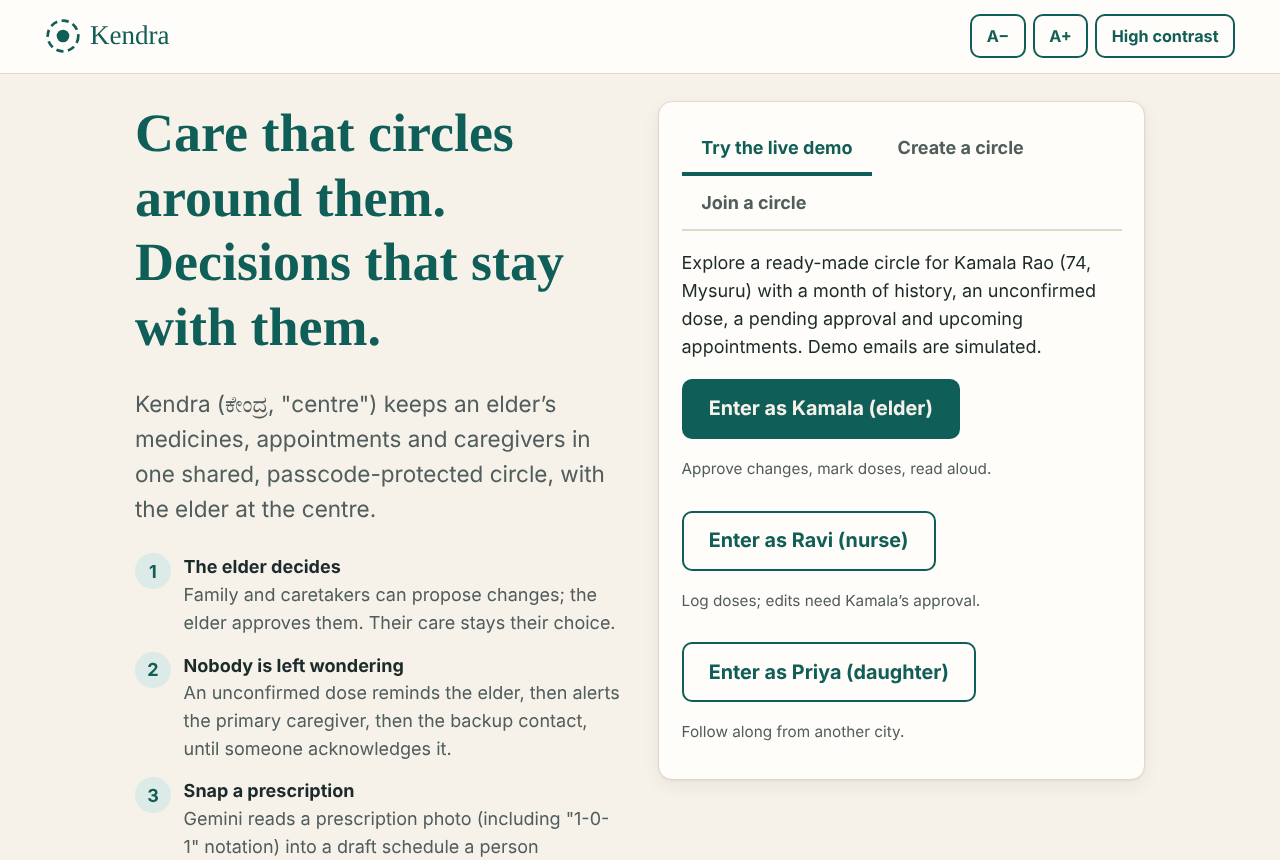 Kendra
A− A+ High contrast
Care that circles
around them.
Decisions that stay
with them.
Kendra (ಕೇಂದ್ರ, "centre") keeps an elder’s
medicines, appointments and caregivers in
one shared, passcode-protected circle, with
the elder at the centre.
1 The elder decides
Family and caretakers can propose changes; the
elder approves them. Their care stays their choice.
2 Nobody is left wondering
An unconfirmed dose reminds the elder, then alerts
the primary caregiver, then the backup contact,
until someone acknowledges it.
3 Snap a prescription
Gemini reads a prescription photo (including "1-0-
1" notation) into a draft schedule a person
Try the live demo Create a circle
Join a circle
Explore a ready-made circle for Kamala Rao (74,
Mysuru) with a month of history, an unconfirmed
dose, a pending approval and upcoming
appointments. Demo emails are simulated.
Enter as Kamala (elder)
Approve changes, mark doses, read aloud.
Enter as Ravi (nurse)
Log doses; edits need Kamala’s approval.
Enter as Priya (daughter)
Follow along from another city.